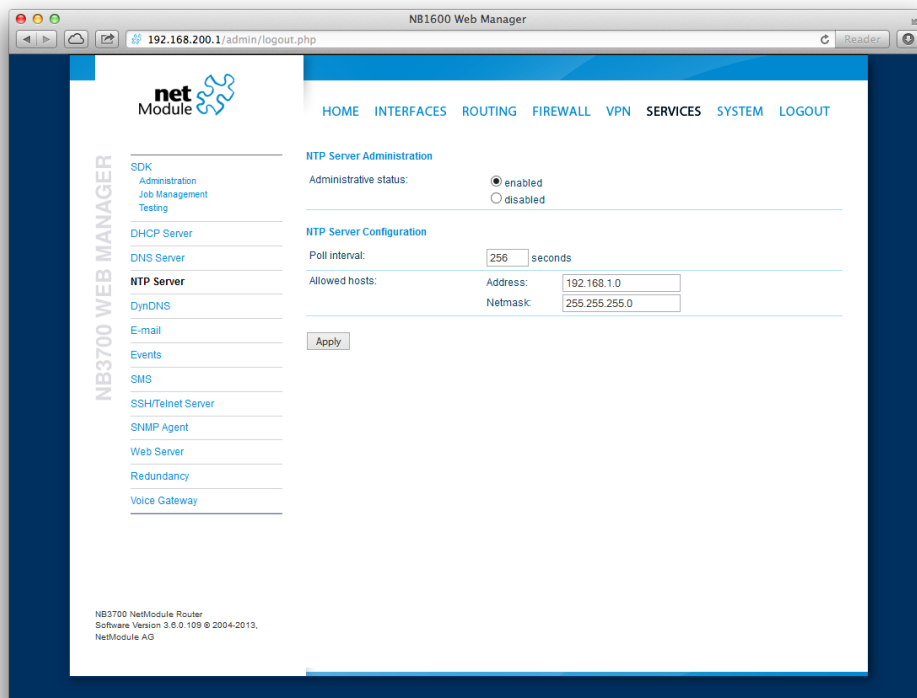 NB1600 Web Manager
192.168.200.1/admin/logout.php
Reader
net
Module
HOME INTERFACES ROUTING FIREWALL VPN SERVICES SYSTEM LOGOUT
NB3700 WEB MANAGER
SDK
Administration
Job Management
Testing
DHCP Server
DNS Server
NTP Server
DynDNS
E-mail
Events
SMS
SSH/Telnet Server
SNMP Agent
Web Server
Redundancy
Voice Gateway
NTP Server Administration
Administrative status:
enabled
disabled
NTP Server Configuration
Poll interval: 256 seconds
Allowed hosts: Address: 192.168.1.0
Netmask: 255.255.255.0
Apply
NB3700 NetModule Router
Software Version 3.6.0.109 © 2004-2013,
NetModule AG